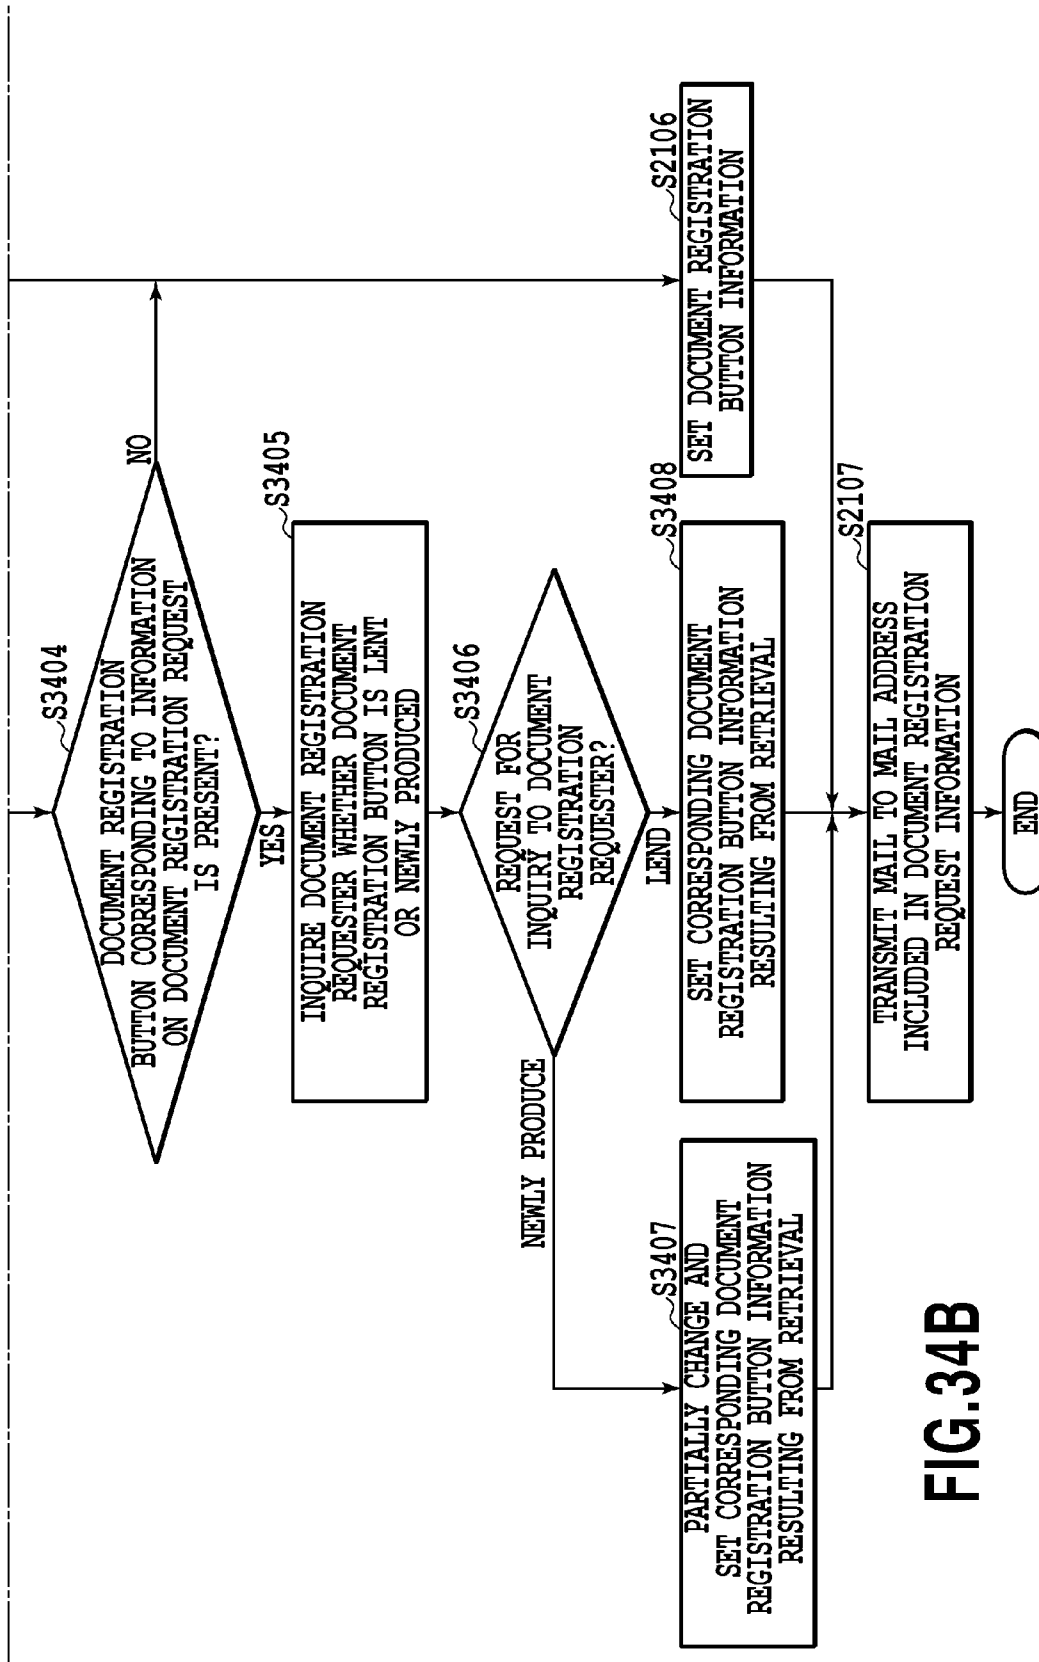 S3404
DOCUMENT REGISTRATION
BUTTON CORRESPONDING TO INFORMATION
ON DOCUMENT REGISTRATION REQUEST
IS PRESENT?
NO
YES
S3405
INQUIRE DOCUMENT REGISTRATION
REQUESTER WHETHER DOCUMENT
REGISTRATION BUTTON IS LENT
OR NEWLY PRODUCED
S3406
REQUEST FOR
INQUIRY TO DOCUMENT
REGISTRATION
REQUESTER?
NEWLY PRODUCE
LEND
S3407
PARTIALLY CHANGE AND
SET CORRESPONDING DOCUMENT
REGISTRATION BUTTON INFORMATION
RESULTING FROM RETRIEVAL
S3408
SET CORRESPONDING DOCUMENT
REGISTRATION BUTTON INFORMATION
RESULTING FROM RETRIEVAL
S2106
SET DOCUMENT REGISTRATION
BUTTON INFORMATION
S2107
TRANSMIT MAIL TO MAIL ADDRESS
INCLUDED IN DOCUMENT REGISTRATION
REQUEST INFORMATION
END
FIG.34B